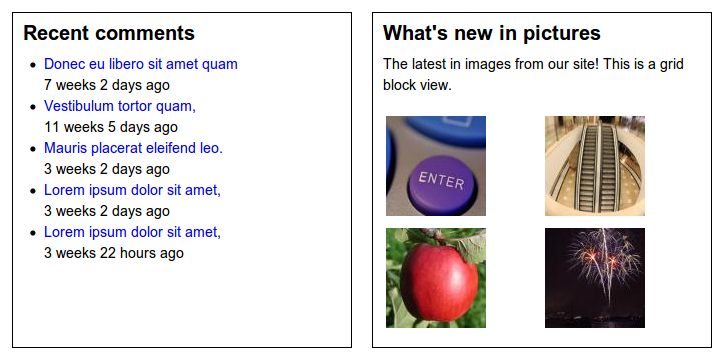 Recent comments
Donec eu libero sit amet quam
7 weeks 2 days ago
Vestibulum tortor quam,
11 weeks 5 days ago
Mauris placerat eleifend leo.
3 weeks 2 days ago
Lorem ipsum dolor sit amet,
3 weeks 2 days ago
Lorem ipsum dolor sit amet,
3 weeks 22 hours ago
What's new in pictures
The latest in images from our site! This is a grid
block view.
ENTER